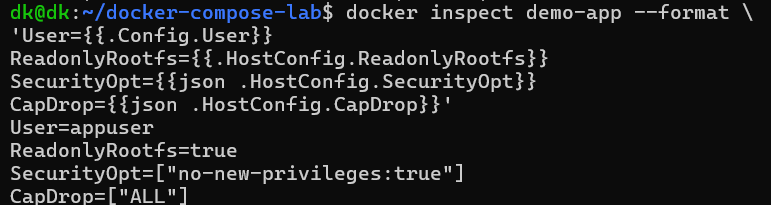 dk@dk:~/docker-compose-lab$ docker inspect demo-app --format \
'User={{.Config.User}}
ReadonlyRootfs={{.HostConfig.ReadonlyRootfs}}
SecurityOpt={{json .HostConfig.SecurityOpt}}
CapDrop={{json .HostConfig.CapDrop}}'
User=appuser
ReadonlyRootfs=true
SecurityOpt=["no-new-privileges:true"]
CapDrop=["ALL"]